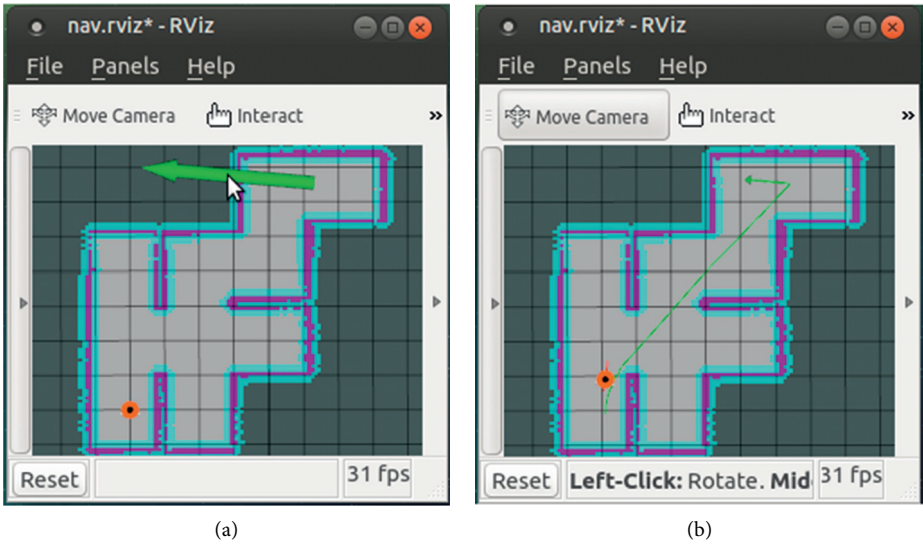 nav.rviz* - RViz
File Panels Help
Move Camera Interact »
Reset 31 fps
(a)
nav.rviz* - RViz
File Panels Help
Move Camera Interact »
Reset Left-Click: Rotate. Mid 31 fps
(b)